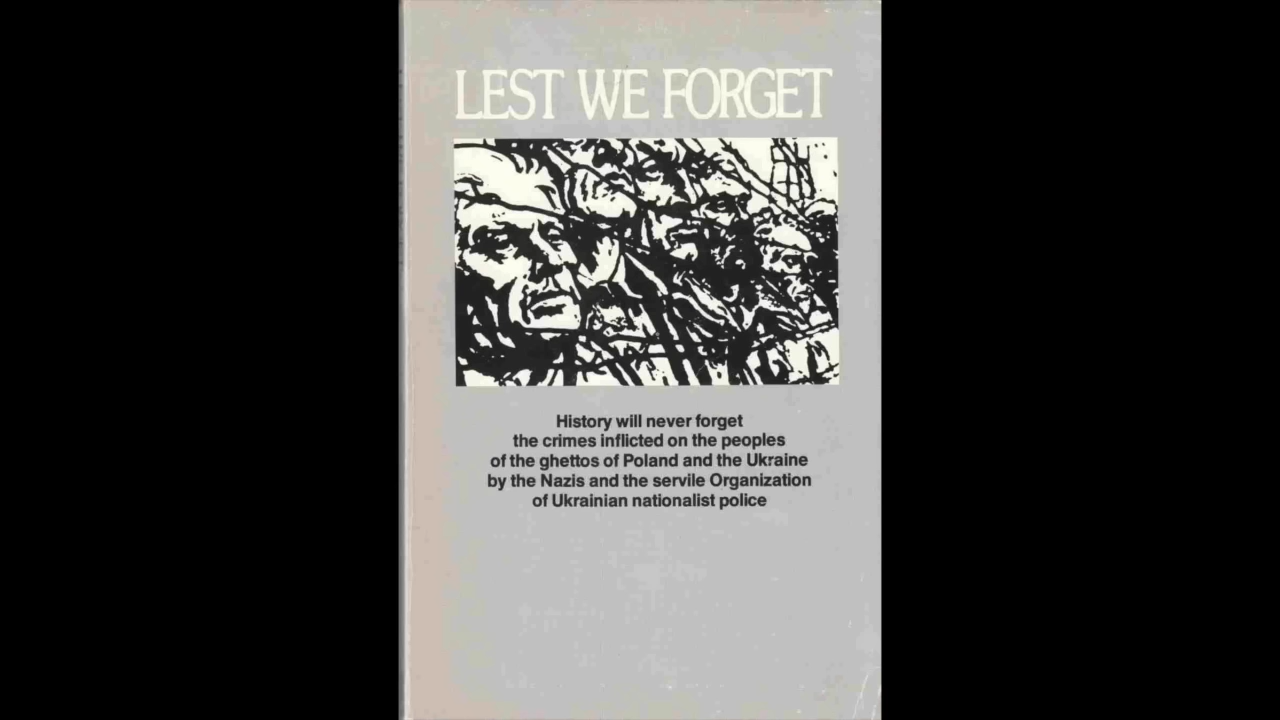 LEST WE FORGET
History will never forget
the crimes inflicted on the peoples
of the ghettos of Poland and the Ukraine
by the Nazis and the servile Organization
of Ukrainian nationalist police